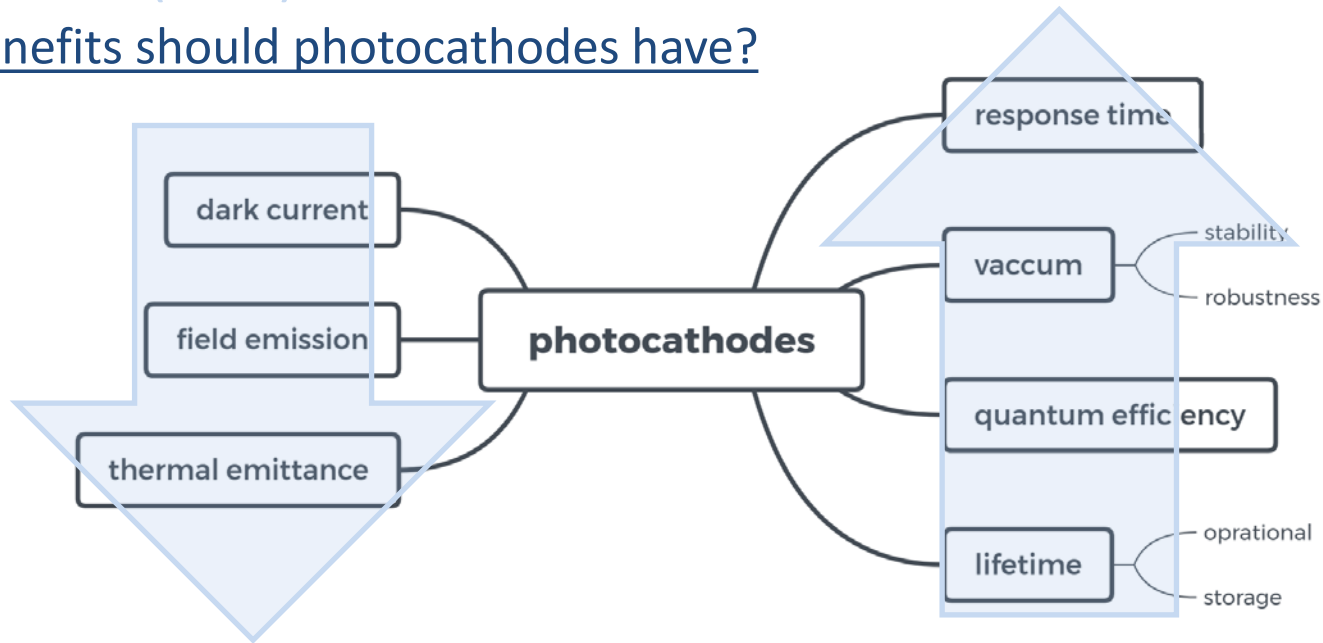 nefits should photocathodes have?
response time
dark current
stability
vaccum
robustness
field emission
photocathodes
quantum efficiency
thermal emittance
oprational
lifetime
storage